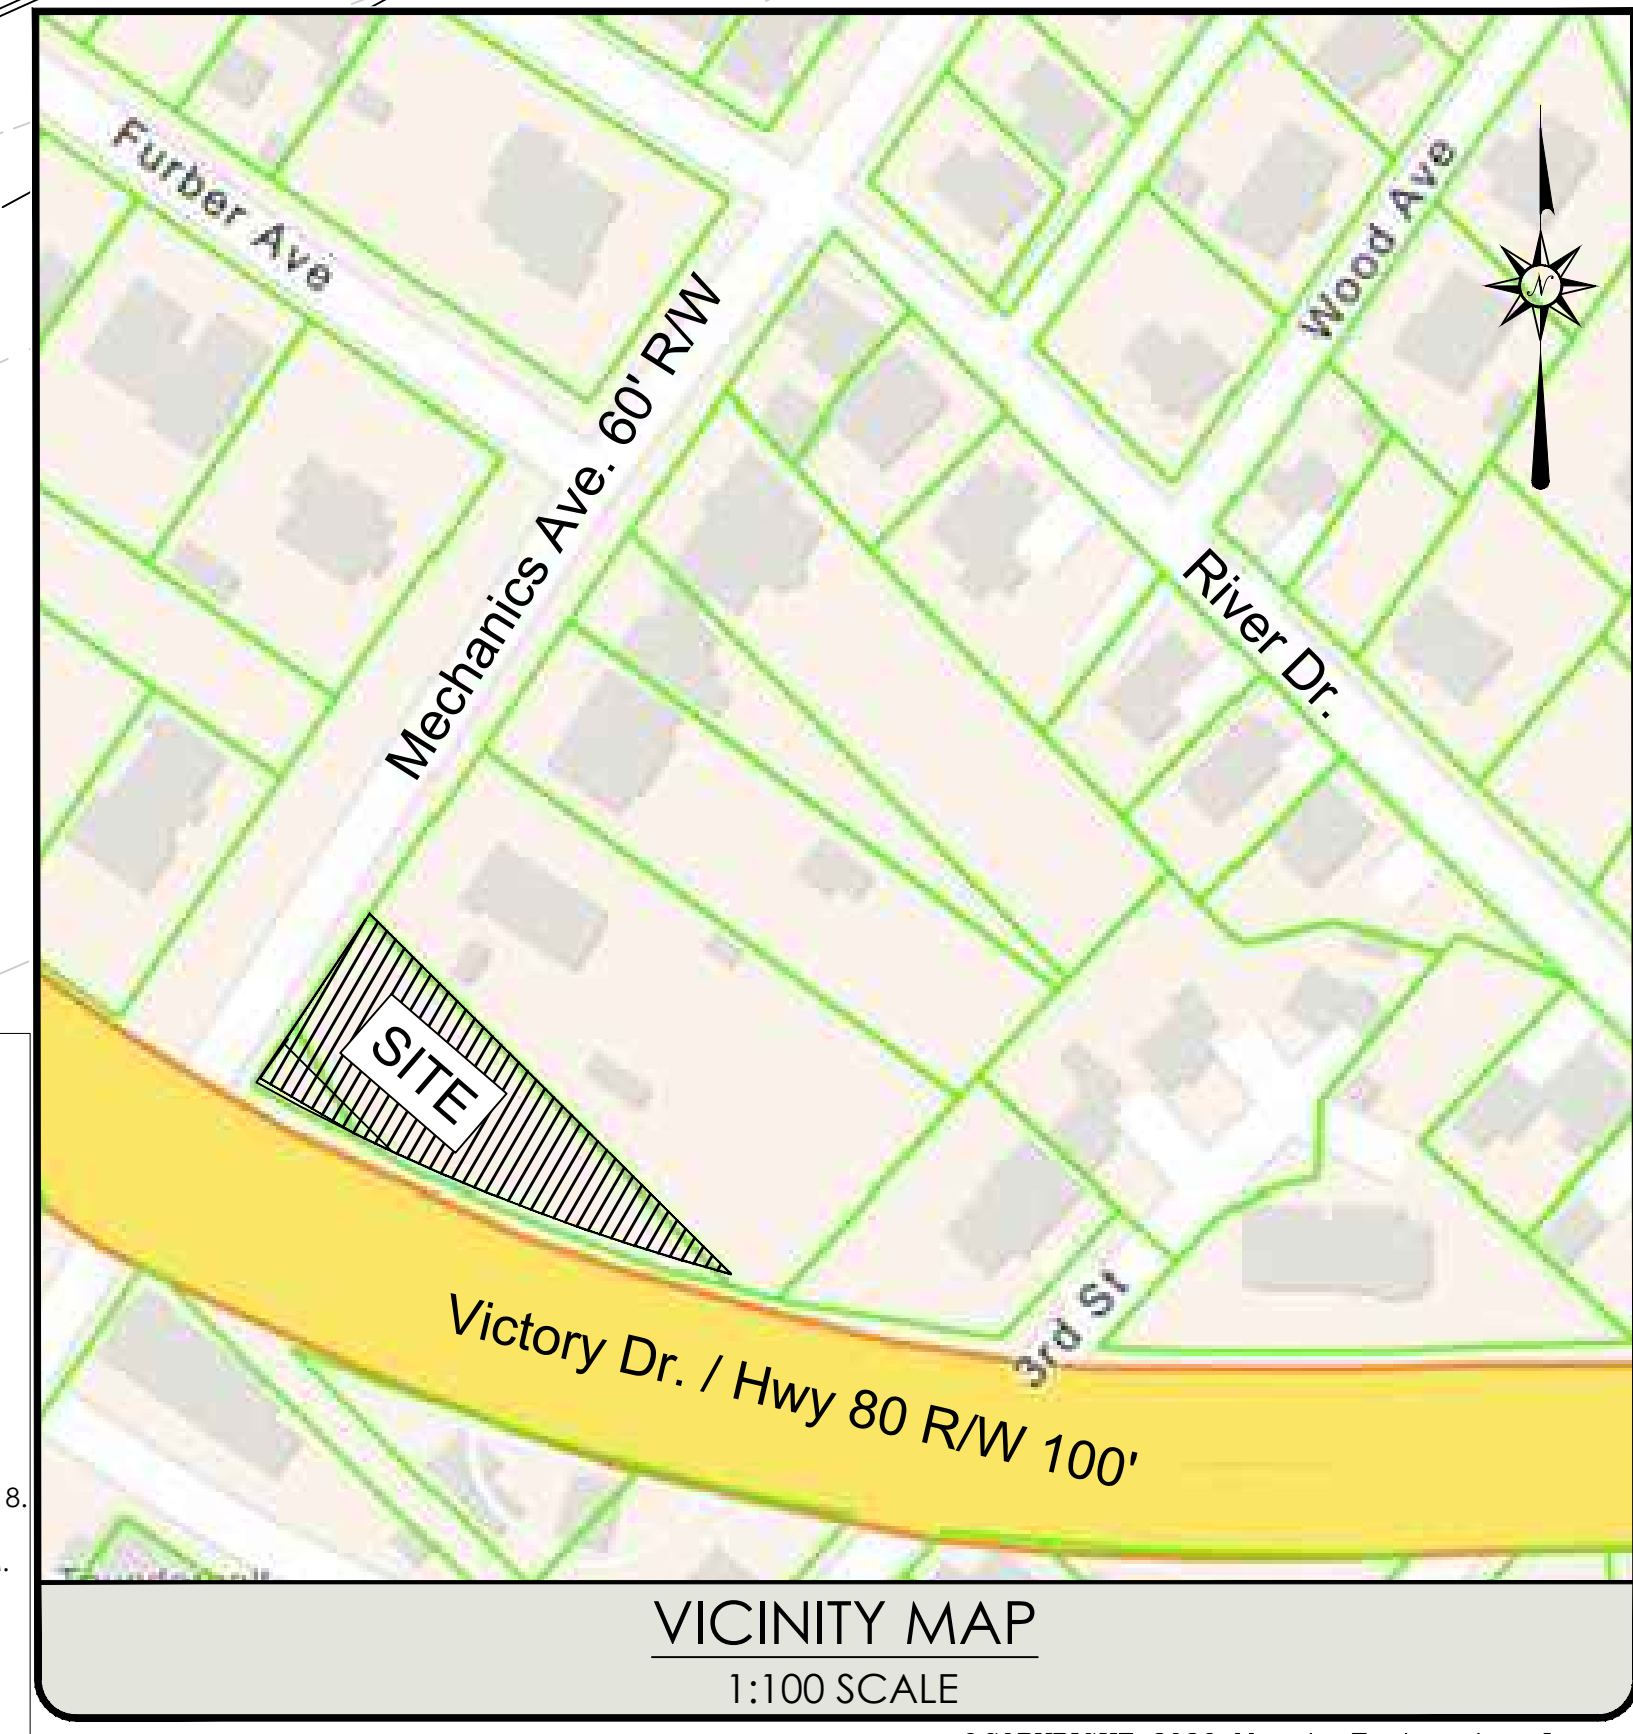 Furber Ave
Wood Ave
N
Mechanics Ave. 60' R/W
River Dr.
SITE
3rd St
Victory Dr. / Hwy 80 R/W 100'
8.
VICINITY MAP
1:100 SCALE